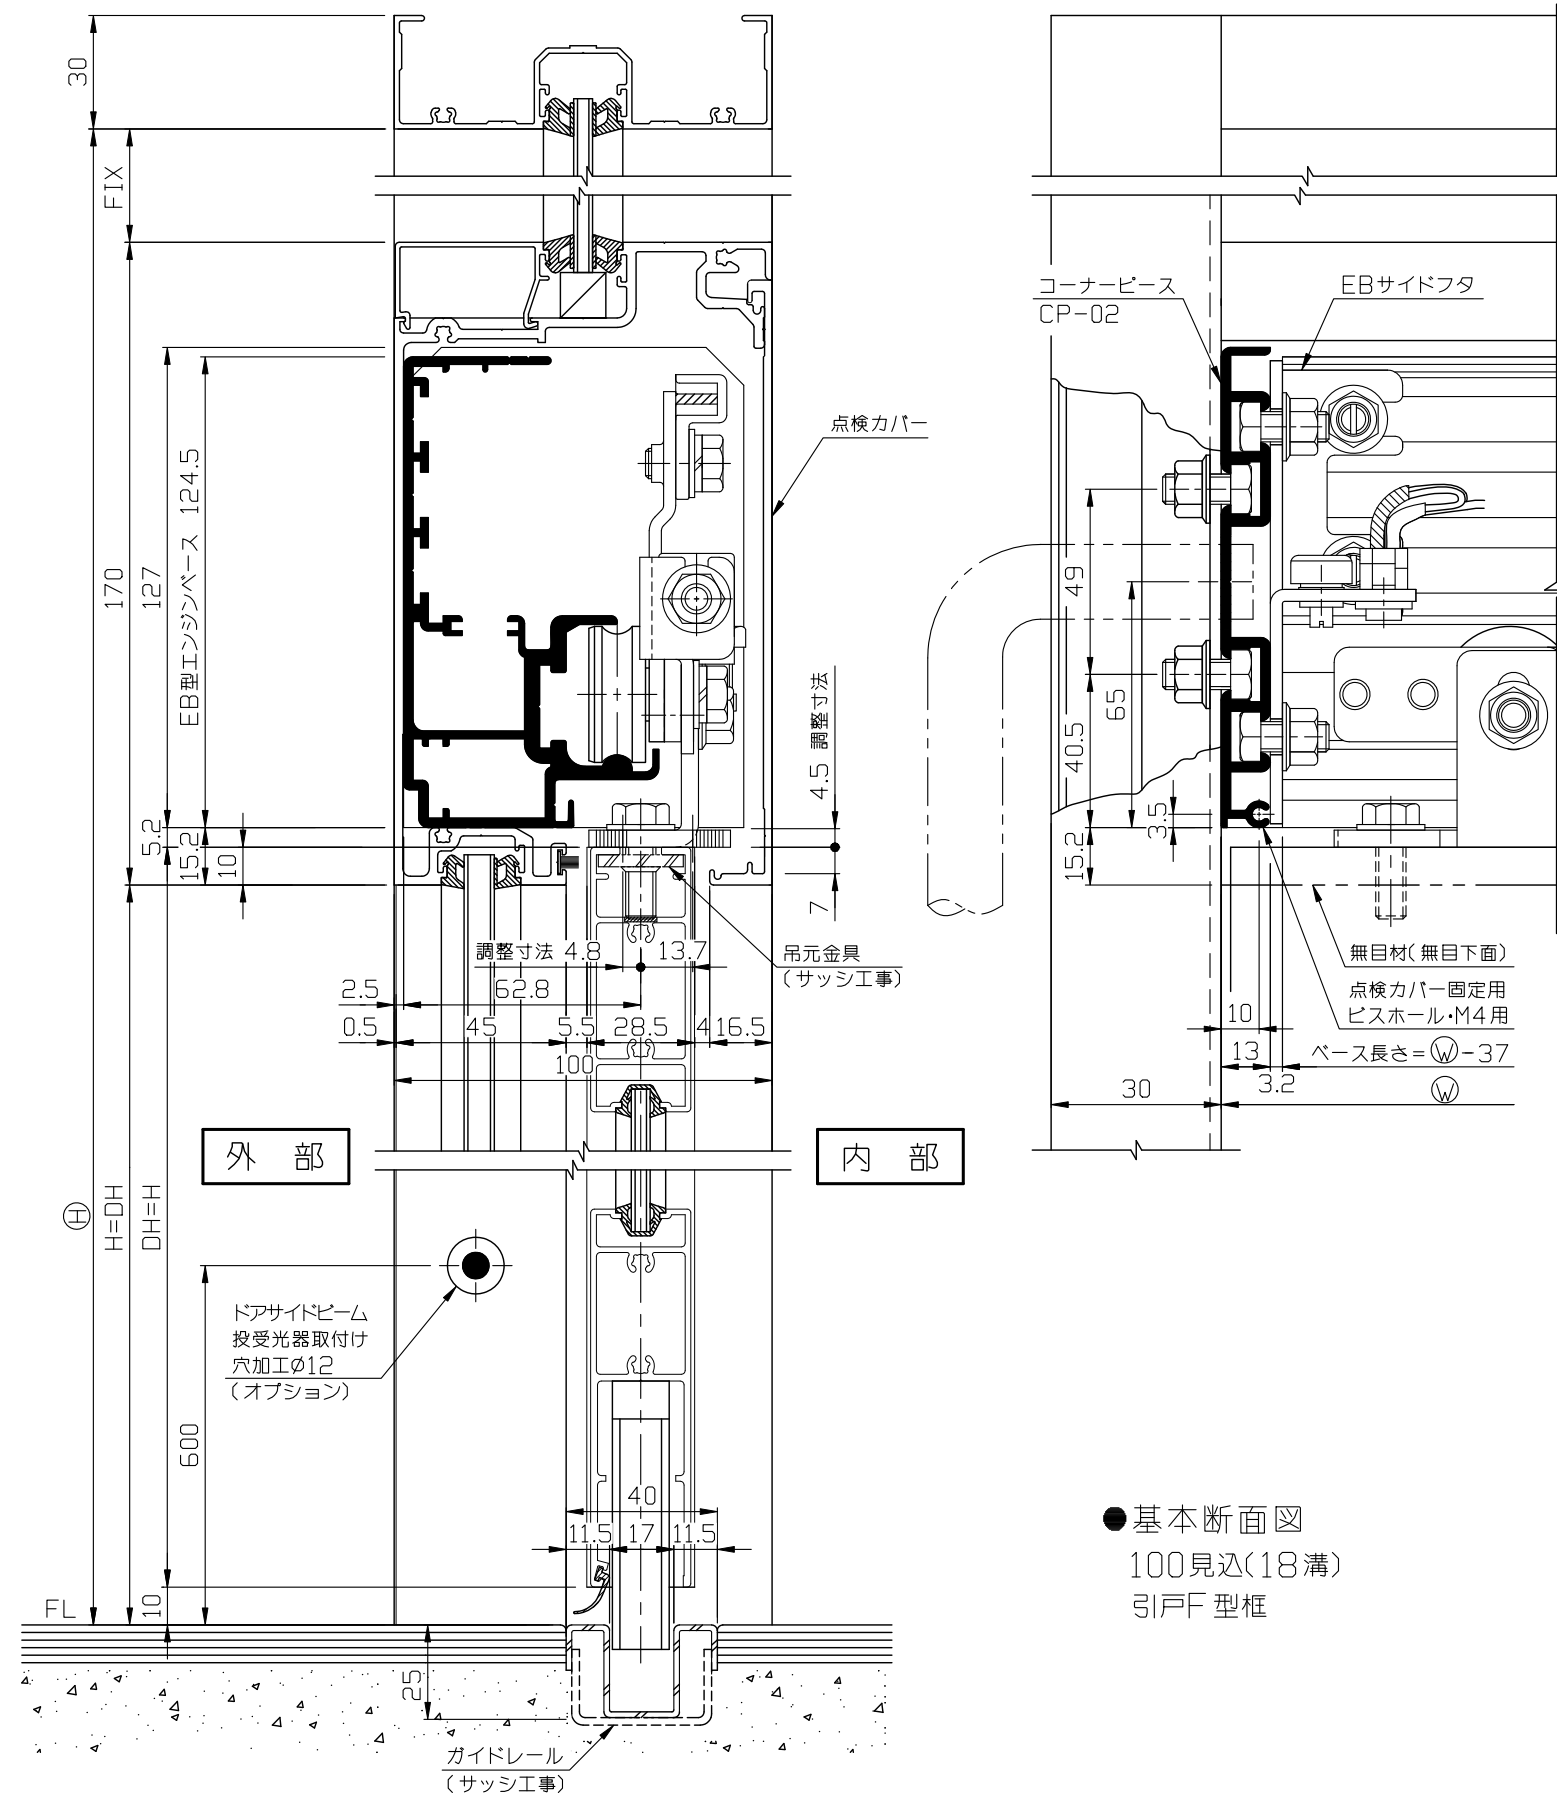 30
FIX
170
127
EB型エンジンベース 124.5
5.2
15.2
10
点検カバー
4.5 調整寸法
7
調整寸法 4.8
13.7
吊元金具
(サッシ工事)
2.5
62.8
0.5
45
5.5
28.5
4
16.5
100
外 部
内 部
Ⓗ
H=DH
DH=H
ドアサイドビーム
投受光器取付け
穴加工φ12
(オプション)
600
40
11.5
17
11.5
FL
10
25
ガイドレール
(サッシ工事)
コーナーピース
CP-02
EBサイドフタ
49
65
40.5
3.5
15.2
無目材(無目下面)
点検カバー固定用
ビスホール・M4用
10
13
ベース長さ=Ⓦ-37
3.2
30
Ⓦ
●基本断面図
100見込(18溝)
引戸F型框